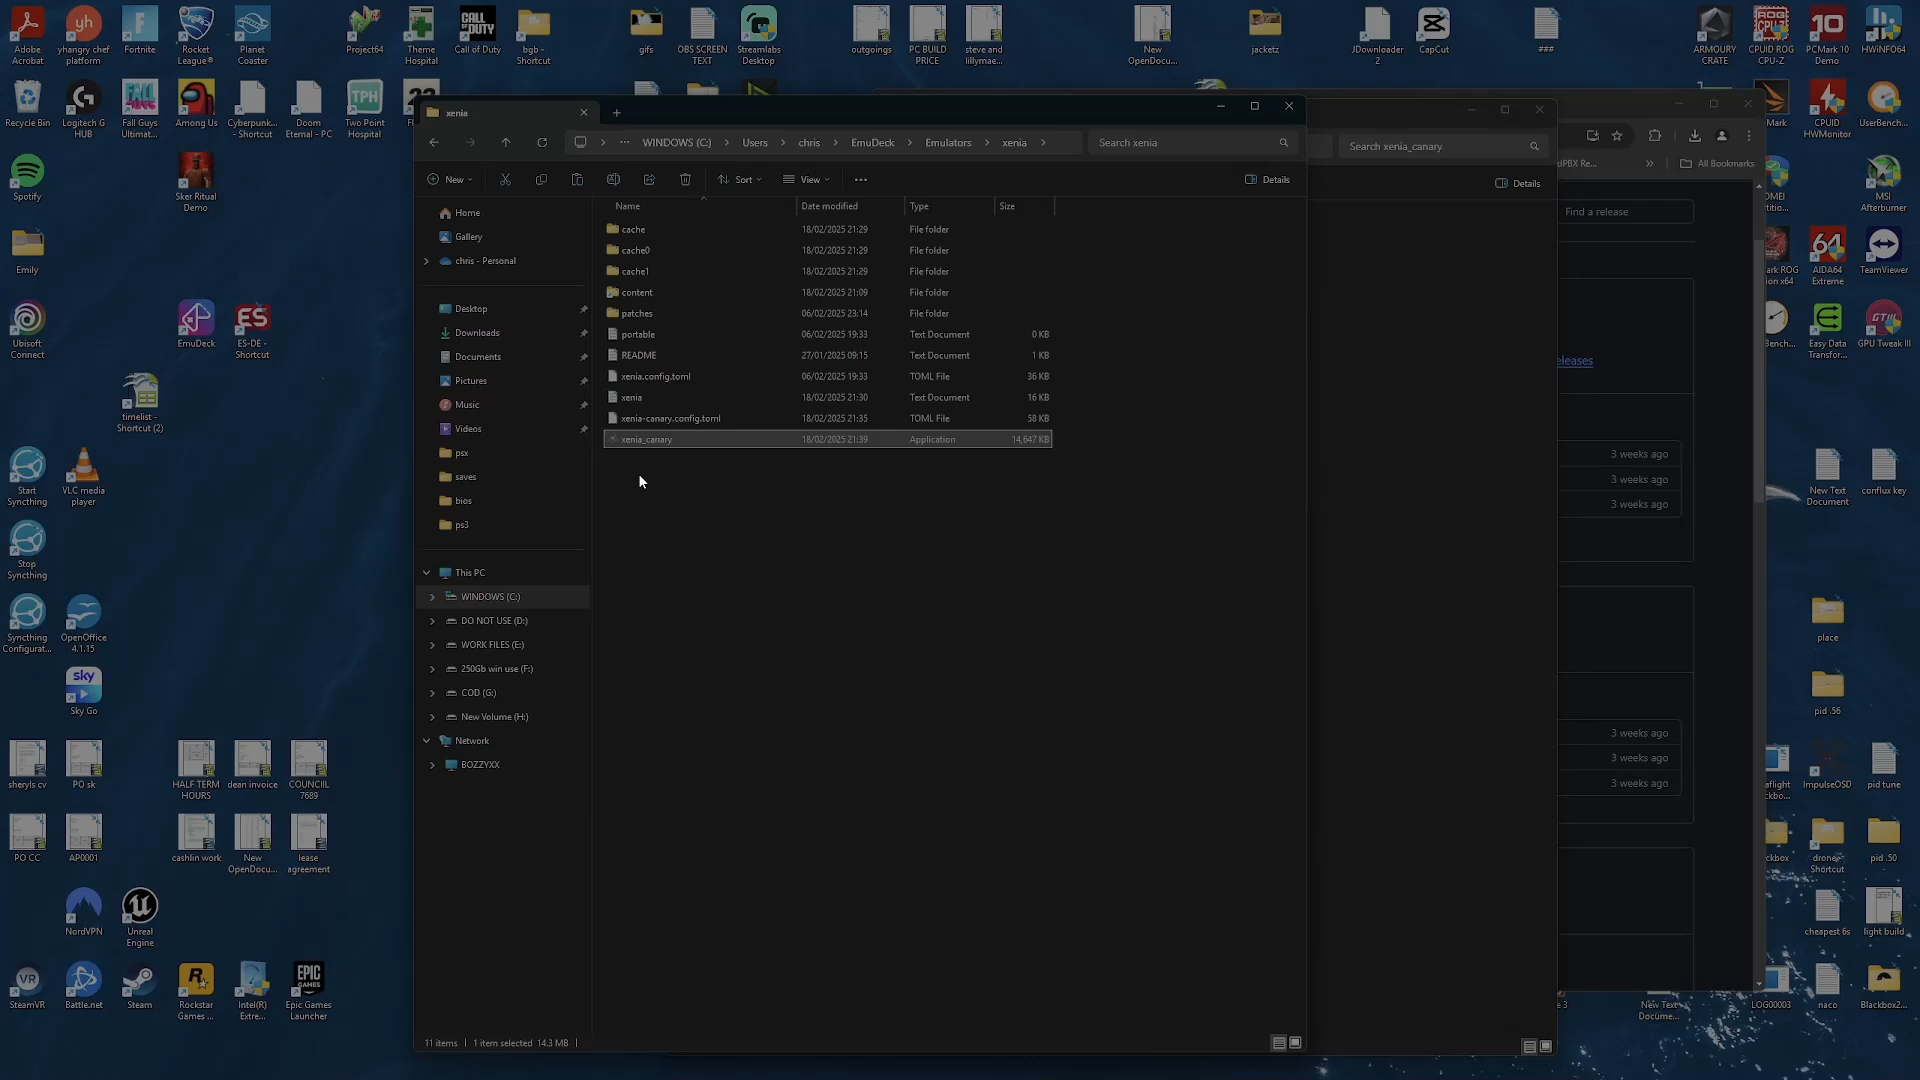 Adobe Acrobat
yhangry chef platform
Fortnite
Rocket League®
Planet Coaster
Project64
Theme Hospital
Call of Duty
bgb - Shortcut
gifs
OBS SCREEN TEXT
Streamlabs Desktop
outgoings
PC BUILD PRICE
steve and lillymae...
New OpenDocu...
jacketz
JDownloader 2
CapCut
###
ARMOURY CRATE
CPUID ROG CPU-Z
PCMark 10 Demo
HWiNFO64
Recycle Bin
Logitech G HUB
Fall Guys Ultimat...
Among Us
Cyberpunk... - Shortcut
Doom Eternal - PC
Two Point Hospital
CPUID HWMonitor
UserBench...
xenia
WINDOWS (C:)
Users
chris
EmuDeck
Emulators
xenia
Search xenia
Search xenia_canary
dPBX Re...
All Bookmarks
New
Sort
View
Details
Details
Find a release
Spotify
Sker Ritual Demo
MSI Afterburner
Name
Date modified
Type
Size
Home
Gallery
chris - Personal
Desktop
Downloads
Documents
Pictures
Music
Videos
psx
saves
bios
ps3
This PC
WINDOWS (C:)
DO NOT USE (D:)
WORK FILES (E:)
250Gb win use (F:)
COD (G:)
New Volume (H:)
Network
BOZZYXX
cache 18/02/2025 21:29 File folder
cache0 18/02/2025 21:29 File folder
cache1 18/02/2025 21:29 File folder
content 18/02/2025 21:09 File folder
patches 06/02/2025 23:14 File folder
portable 06/02/2025 19:33 Text Document 0 KB
README 27/01/2025 09:15 Text Document 1 KB
xenia.config.toml 06/02/2025 19:33 TOML File 36 KB
xenia 18/02/2025 21:30 Text Document 16 KB
xenia-canary.config.toml 18/02/2025 21:35 TOML File 58 KB
xenia_canary 18/02/2025 21:39 Application 14,647 KB
11 items
1 item selected 14.3 MB
eleases
3 weeks ago
3 weeks ago
3 weeks ago
3 weeks ago
3 weeks ago
3 weeks ago
Emily
AIDA64 Extreme
TeamViewer
Ubisoft Connect
EmuDeck
ES-DE - Shortcut
Easy Data Transfor...
GPU Tweak III
timelist - Shortcut (2)
Start Syncthing
VLC media player
New Text Document
conflux key
Stop Syncthing
Syncthing Configurat...
OpenOffice 4.1.15
place
Sky Go
pid .56
sheryls cv
PO sk
HALF TERM HOURS
dean invoice
COUNCIIL 7689
ImpulseOSD
pid tune
PO CC
AP0001
cashlin work
New OpenDocu...
lease agreement
drone - Shortcut
pid .50
NordVPN
Unreal Engine
cheapest 6s
light build
SteamVR
Battle.net
Steam
Rockstar Games ...
Intel(R) Extre...
Epic Games Launcher
New Text Docume...
LOG00003
naco
Blackbox2...